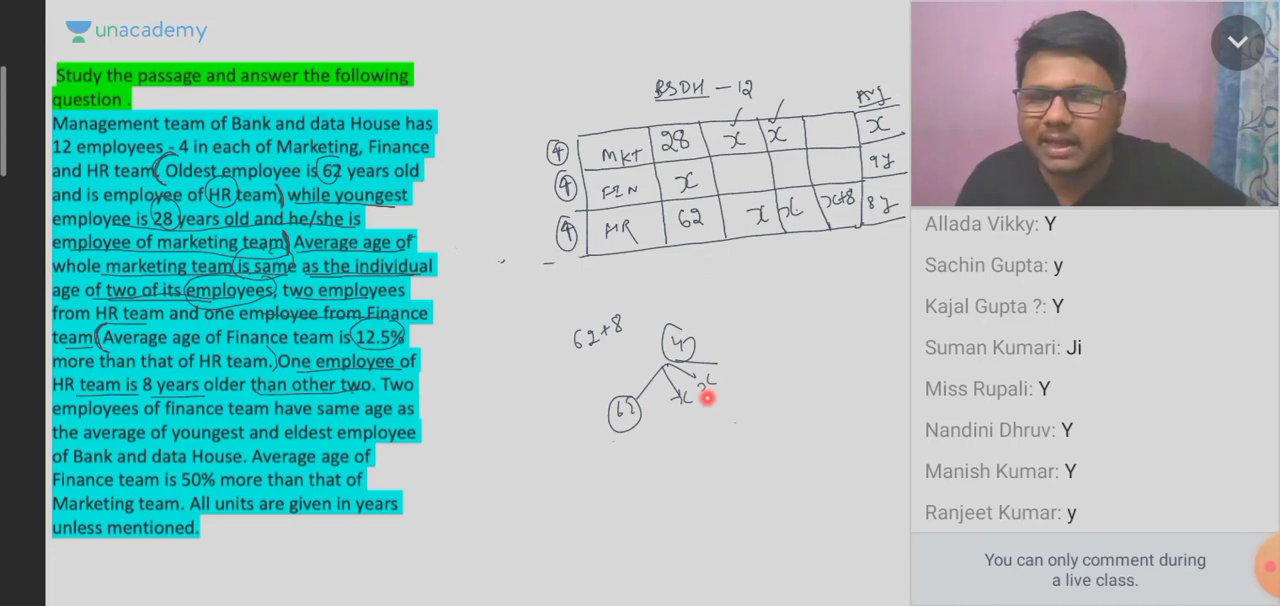 unacademy
Study the passage and answer the following
question .
Management team of Bank and data House has
12 employees - 4 in each of Marketing, Finance
and HR team. Oldest employee is 62 years old
and is employee of HR team, while youngest
employee is 28 years old and he/she is
employee of marketing team. Average age of
whole marketing team is same as the individual
age of two of its employees, two employees
from HR team and one employee from Finance
team. Average age of Finance team is 12.5%
more than that of HR team. One employee of
HR team is 8 years older than other two. Two
employees of finance team have same age as
the average of youngest and eldest employee
of Bank and data House. Average age of
Finance team is 50% more than that of
Marketing team. All units are given in years
unless mentioned.
BSDH - 12
Avg
④ MKT 28 x x x
④ FIN x 9y
④ HR 62 x x x+8 8y
62+8
4
62 x x
Allada Vikky: Y
Sachin Gupta: y
Kajal Gupta ?: Y
Suman Kumari: Ji
Miss Rupali: Y
Nandini Dhruv: Y
Manish Kumar: Y
Ranjeet Kumar: y
You can only comment during
a live class.